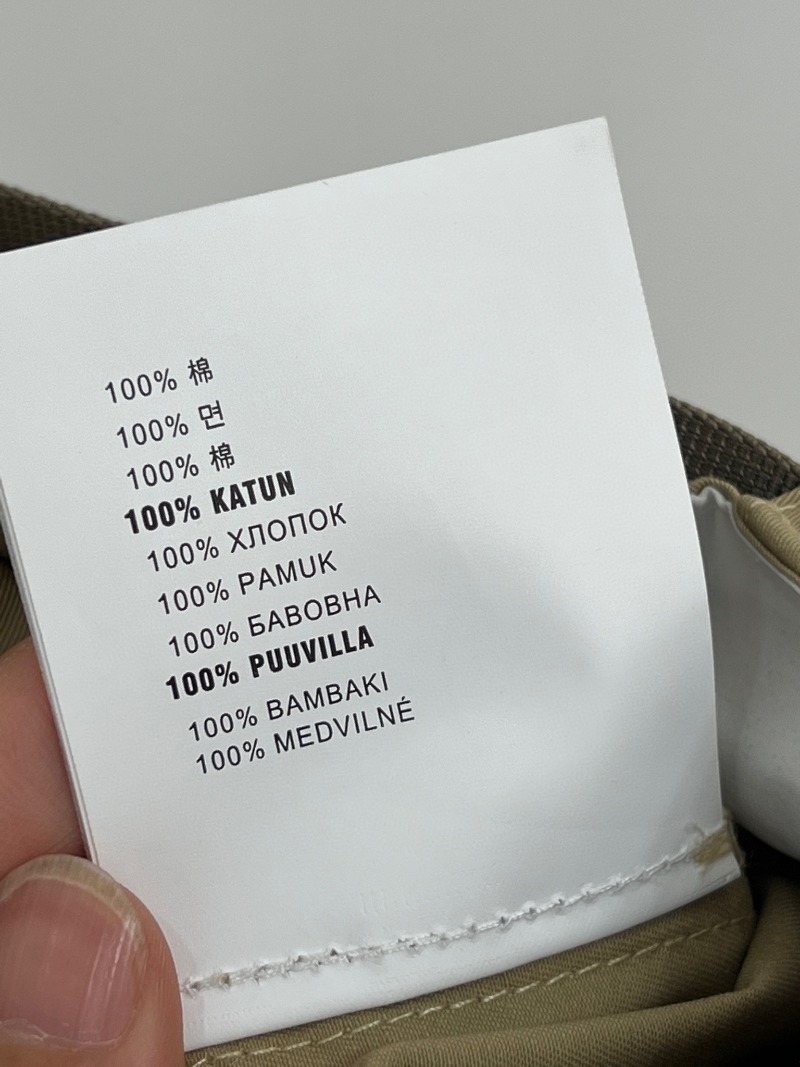 100% 棉
100% 면
100% 棉
100% KATUN
100% ХЛОПОК
100% PAMUK
100% БАВОВНА
100% PUUVILLA
100% BAMBAKI
100% MEDVILNÉ